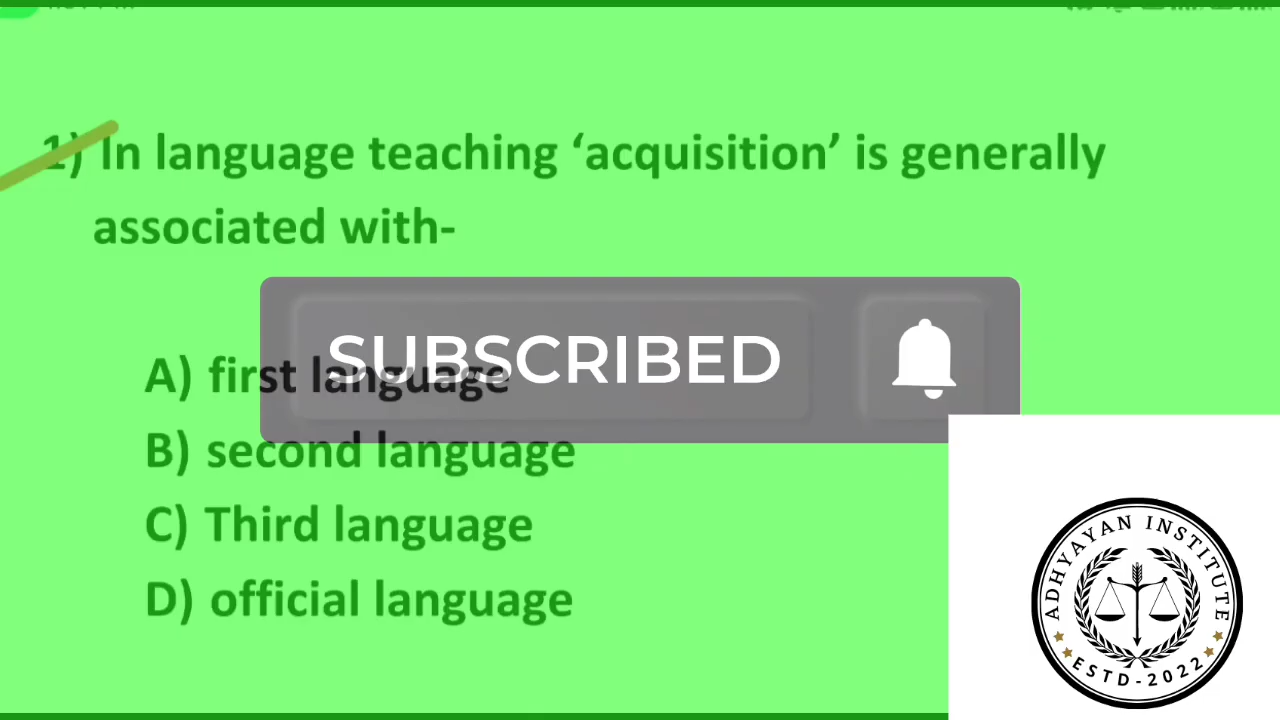 1) In language teaching ‘acquisition’ is generally
associated with-
SUBSCRIBED
A) first language
B) second language
C) Third language
D) official language
ADHYAYAN INSTITUTE
ESTD-2022